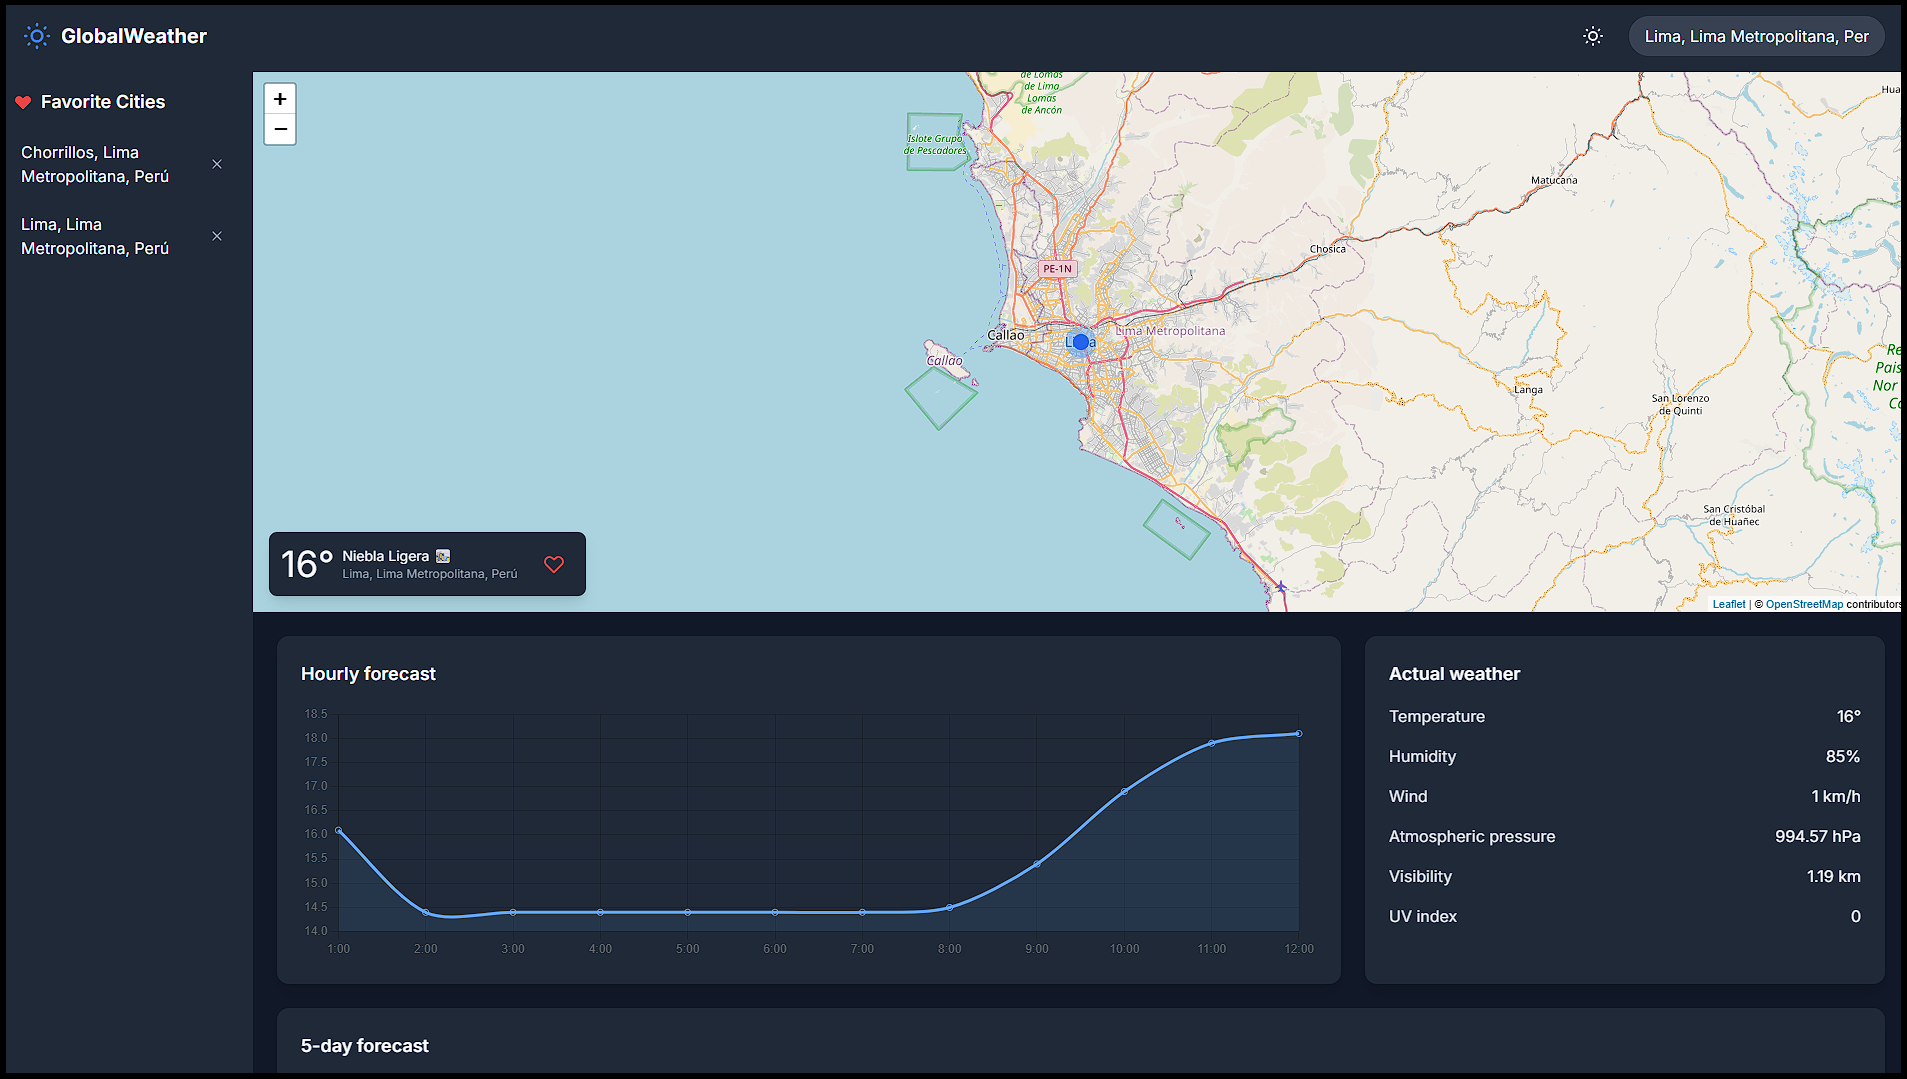 GlobalWeather
Lima, Lima Metropolitana, Per
Favorite Cities
Chorrillos, Lima
Metropolitana, Perú
Lima, Lima
Metropolitana, Perú
+
−
de Lomas
de Lima
Lomas
de Ancón
Hua
Islote Grupo
de Pescadores
Matucana
Chosica
PE-1N
Callao
Lima Metropolitana
Callao
Re
Pais
Nor
Co
Langa
San Lorenzo
de Quinti
San Cristóbal
de Huañec
16° Niebla Ligera
Lima, Lima Metropolitana, Perú
Leaflet | © OpenStreetMap contributors
Hourly forecast
18.5
18.0
17.5
17.0
16.5
16.0
15.5
15.0
14.5
14.0
1:00 2:00 3:00 4:00 5:00 6:00 7:00 8:00 9:00 10:00 11:00 12:00
Actual weather
Temperature 16°
Humidity 85%
Wind 1 km/h
Atmospheric pressure 994.57 hPa
Visibility 1.19 km
UV index 0
5-day forecast